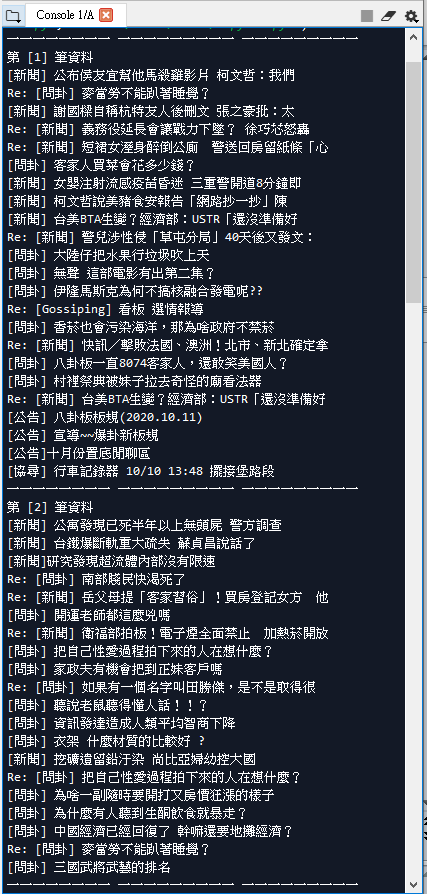 Console 1/A
第 [1] 筆資料
[新聞] 公布侯友宜幫他馬殺雞影片 柯文哲：我們
Re: [問卦] 麥當勞不能趴著睡覺？
[新聞] 謝國樑自稱杭特友人後刪文 張之豪批：太
Re: [新聞] 義務役延長會讓戰力下墜？ 徐巧芯怒轟
Re: [新聞] 短裙女溼身醉倒公廁　警送回房留紙條「心
[問卦] 客家人買菜會花多少錢？
[新聞] 女嬰注射流感疫苗昏迷 三重警開道8分鐘即
[新聞] 柯文哲說美豬食安報告「網路抄一抄」陳
[新聞] 台美BTA生變？經濟部：USTR「還沒準備好
Re: [新聞] 警兒涉性侵「草屯分局」40天後又發文：
[問卦] 大陸仔把水果行垃圾吹上天
[問卦] 無聲 這部電影有出第二集？
[問卦] 伊隆馬斯克為何不搞核融合發電呢??
Re: [Gossiping] 看板 選情報導
[問卦] 香菸也會污染海洋，那為啥政府不禁菸
Re: [新聞] 快訊／擊敗法國、澳洲！北市、新北確定拿
[問卦] 八卦板一直8074客家人，還敢笑美國人？
[問卦] 村裡祭典被妹子拉去奇怪的廟看法器
Re: [新聞] 台美BTA生變？經濟部：USTR「還沒準備好
[公告] 八卦板板規(2020.10.11)
[公告] 宣導~~爆卦新板規
[公告]十月份置底閒聊區
[協尋] 行車記錄器 10/10 13:48 擺接堡路段
第 [2] 筆資料
[新聞] 公寓發現已死半年以上無頭屍 警方調查
[新聞] 台鐵爆斷軌重大疏失 蘇貞昌說話了
[新聞]研究發現超流體內部沒有限速
Re: [問卦] 南部賤民快渴死了
Re: [新聞] 岳父母提「客家習俗」！買房登記女方　他
[問卦] 開運老師都這麼兇嗎
Re: [新聞] 衛福部拍板！電子煙全面禁止　加熱菸開放
[問卦] 把自己性愛過程拍下來的人在想什麼？
[問卦] 家政夫有機會把到正妹客戶嗎
Re: [問卦] 如果有一個名字叫田勝傑，是不是取得很
[問卦] 聽說老鼠聽得懂人話！！？
[問卦] 資訊發達造成人類平均智商下降
[問卦] 衣架 什麼材質的比較好 ?
[新聞] 挖礦遺留鉛汙染 尚比亞婦幼控大國
Re: [問卦] 把自己性愛過程拍下來的人在想什麼？
[問卦] 為啥一副隨時要開打又房價狂漲的樣子
[問卦] 為什麼有人聽到生酮飲食就暴走？
[問卦] 中國經濟已經回復了 幹嘛還要地攤經濟？
Re: [問卦] 麥當勞不能趴著睡覺？
[問卦] 三國武將武藝的排名